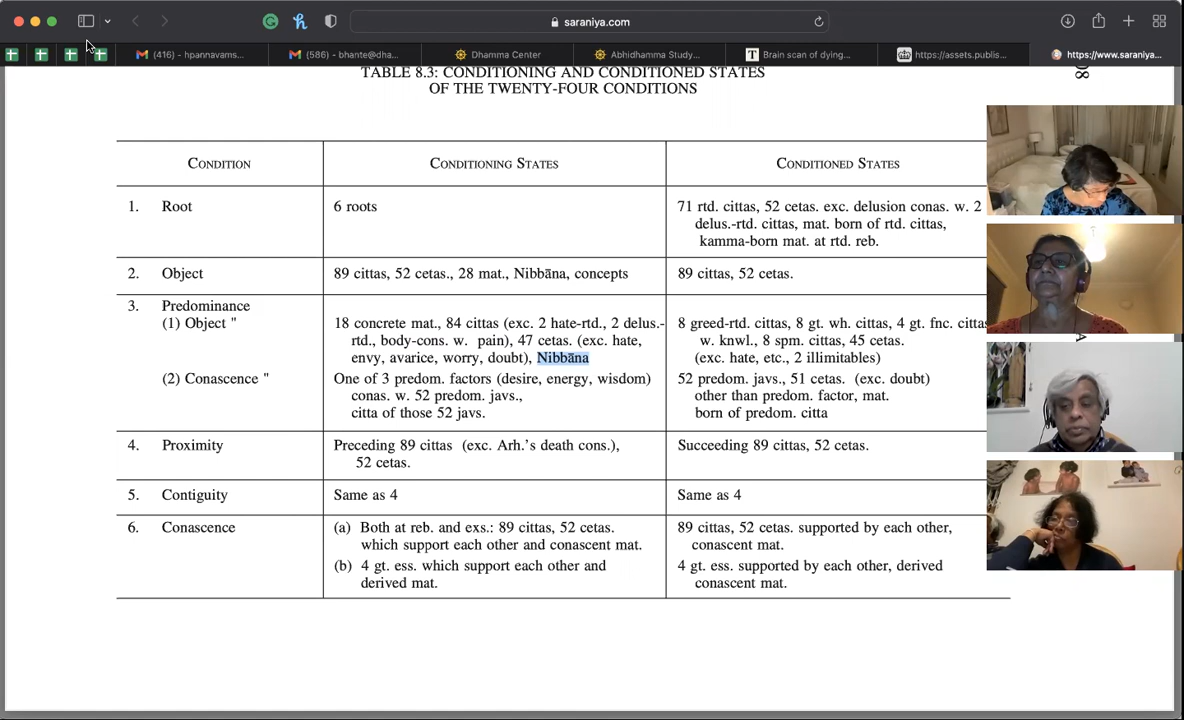 saraniya.com
(416) - hpannavams...
(586) - bhante@dha...
Dhamma Center
Abhidhamma Study...
Brain scan of dying...
https://assets.publis...
https://www.saraniya...
TABLE 8.3: CONDITIONING AND CONDITIONED STATES
OF THE TWENTY-FOUR CONDITIONS
CONDITION CONDITIONING STATES CONDITIONED STATES
1. Root
6 roots
71 rtd. cittas, 52 cetas. exc. delusion conas. w. 2
delus.-rtd. cittas, mat. born of rtd. cittas,
kamma-born mat. at rtd. reb.
2. Object
89 cittas, 52 cetas., 28 mat., Nibbāna, concepts
89 cittas, 52 cetas.
3. Predominance
(1) Object "
18 concrete mat., 84 cittas (exc. 2 hate-rtd., 2 delus.-
rtd., body-cons. w. pain), 47 cetas. (exc. hate,
envy, avarice, worry, doubt), Nibbāna
8 greed-rtd. cittas, 8 gt. wh. cittas, 4 gt. fnc. cittas
w. knwl., 8 spm. cittas, 45 cetas.
(exc. hate, etc., 2 illimitables)
(2) Conascence "
One of 3 predom. factors (desire, energy, wisdom)
conas. w. 52 predom. javs.,
citta of those 52 javs.
52 predom. javs., 51 cetas. (exc. doubt)
other than predom. factor, mat.
born of predom. citta
4. Proximity
Preceding 89 cittas (exc. Arh.'s death cons.),
52 cetas.
Succeeding 89 cittas, 52 cetas.
5. Contiguity
Same as 4
Same as 4
6. Conascence
(a) Both at reb. and exs.: 89 cittas, 52 cetas.
which support each other and conascent mat.
89 cittas, 52 cetas. supported by each other,
conascent mat.
(b) 4 gt. ess. which support each other and
derived mat.
4 gt. ess. supported by each other, derived
conascent mat.